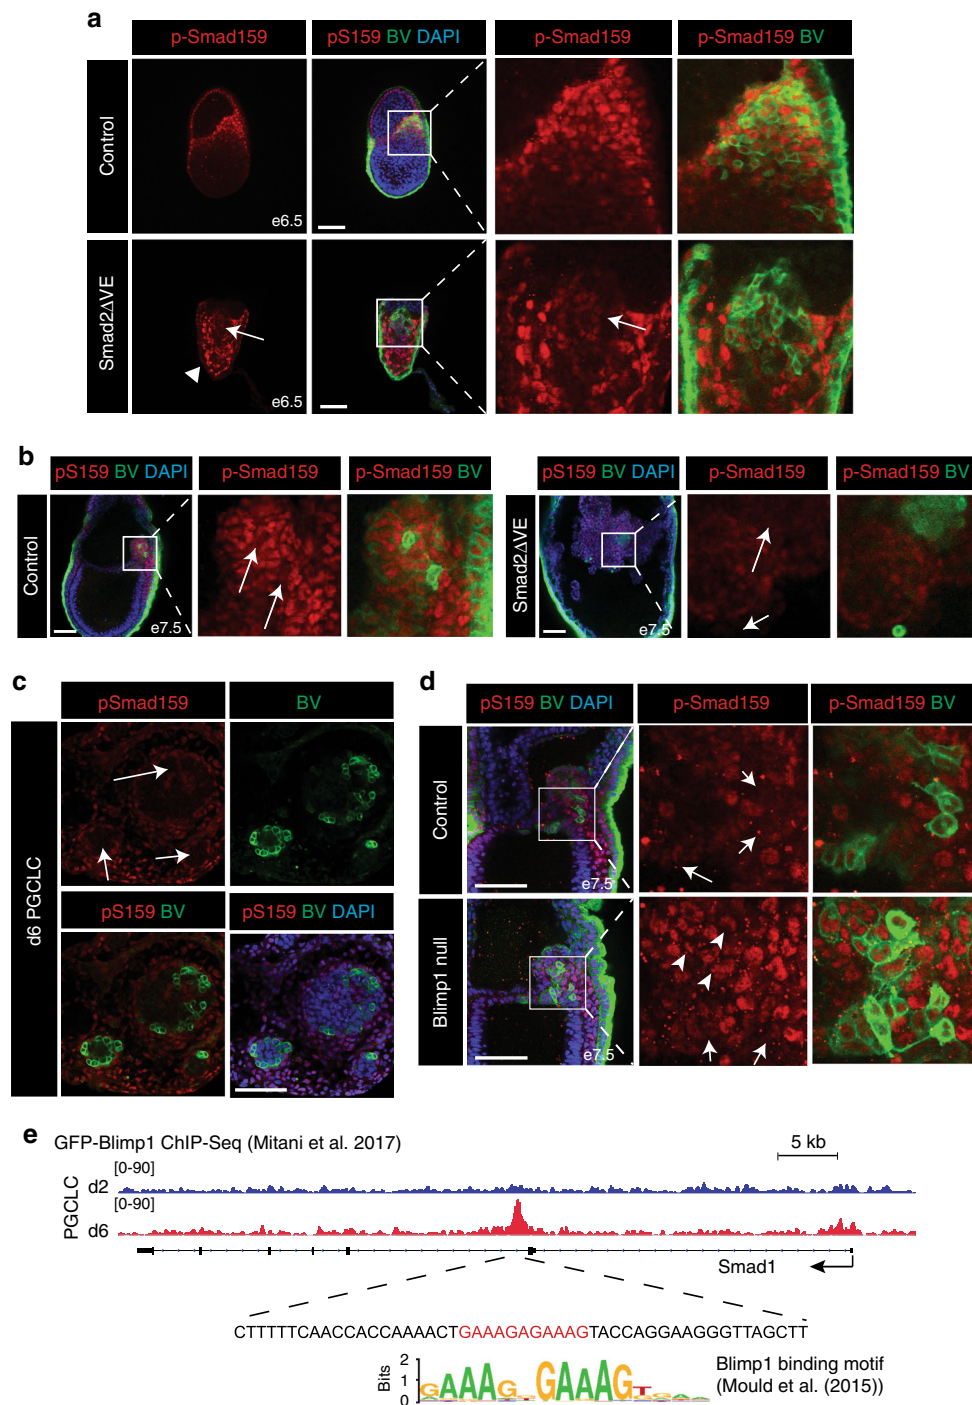 a
p-Smad159
pS159 BV DAPI
p-Smad159
p-Smad159 BV
Control
e6.5
Smad2ΔVE
e6.5
b
pS159 BV DAPI
p-Smad159
p-Smad159 BV
pS159 BV DAPI
p-Smad159
p-Smad159 BV
Control
e7.5
Smad2ΔVE
e7.5
c
pSmad159
BV
d6 PGCLC
pS159 BV
pS159 BV DAPI
d
pS159 BV DAPI
p-Smad159
p-Smad159 BV
Control
e7.5
Blimp1 null
e7.5
e
GFP-Blimp1 ChIP-Seq (Mitani et al. 2017)
5 kb
[0-90]
PGCLC
d2
[0-90]
d6
Smad1
CTTTTTCAACCACCAAAACTGAAAGAGAAAGTACCAGGAAGGGTTAGCTT
Bits
2
1
0
GAAAG GAAAGT
Blimp1 binding motif
(Mould et al. (2015))